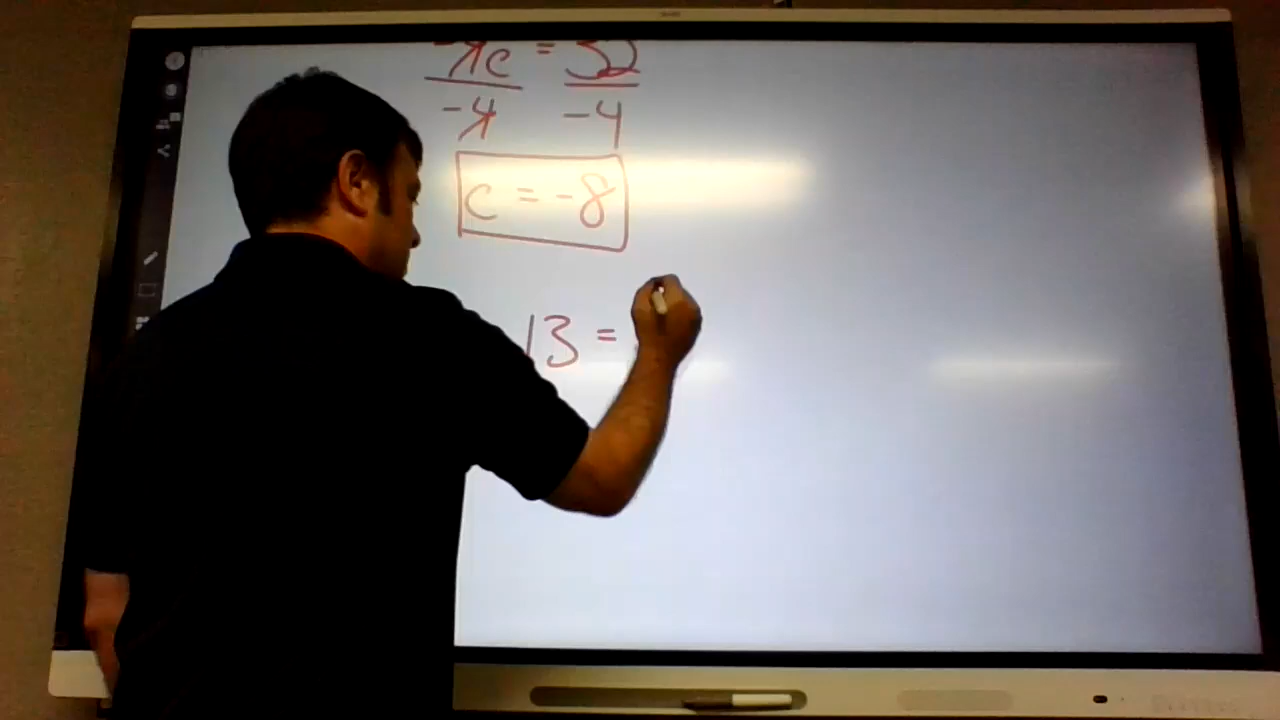 -4c = 32
-4 -4
c = -8
13 =